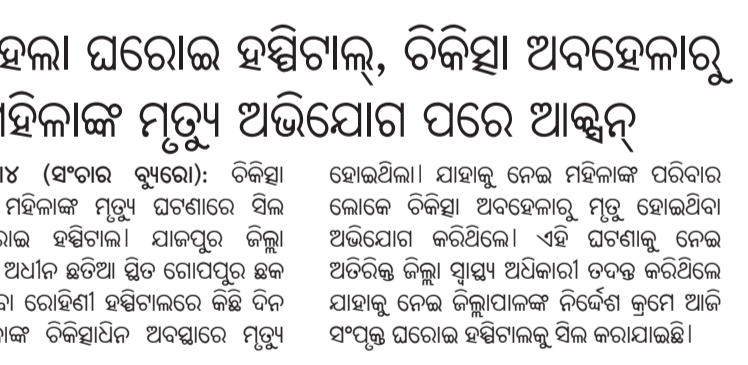 ହେଲା ଘରୋଇ ହସ୍ପିଟାଲ୍, ଚିକିତ୍ସା ଅବହେଳାରୁ
ମହିଳାଙ୍କ ମୃତ୍ୟୁ ଅଭିଯୋଗ ପରେ ଆକ୍ସନ୍
୪ (ସଂଚାର ବ୍ୟୁରୋ): ଚିକିତ୍ସା
ମହିଳାଙ୍କ ମୃତ୍ୟୁ ଘଟଣାରେ ସିଲ
ହସ୍ପିଟାଲ। ଯାଜପୁର ଜିଲ୍ଲା
ଅଧୀନ ଛତିଆ ସ୍ଥିତ ଗୋପପୁର ଛକ
ରୋହିଣୀ ହସ୍ପିଟାଲରେ କିଛି ଦିନ
ଚିକିତ୍ସାଧିନ ଅବସ୍ଥାରେ ମୃତ୍ୟୁ
ହୋଇଥିଲା। ଯାହାକୁ ନେଇ ମହିଳାଙ୍କ ପରିବାର
ଲୋକେ ଚିକିତ୍ସା ଅବହେଳାରୁ ମୃତୁ ହୋଇଥିବା
ଅଭିଯୋଗ କରିଥିଲେ। ଏହି ଘଟଣାକୁ ନେଇ
ଅତିରିକ୍ତ ଜିଲ୍ଲା ସ୍ୱାସ୍ଥ୍ୟ ଅଧିକାରୀ ତଦନ୍ତ କରିଥିଲେ
ଯାହାକୁ ନେଇ ଜିଲ୍ଲାପାଳଙ୍କ ନିର୍ଦ୍ଦେଶ କ୍ରମେ ଆଜି
ସଂପୃକ୍ତ ଘରୋଇ ହସ୍ପିଟାଲକୁ ସିଲ କରାଯାଇଛି।